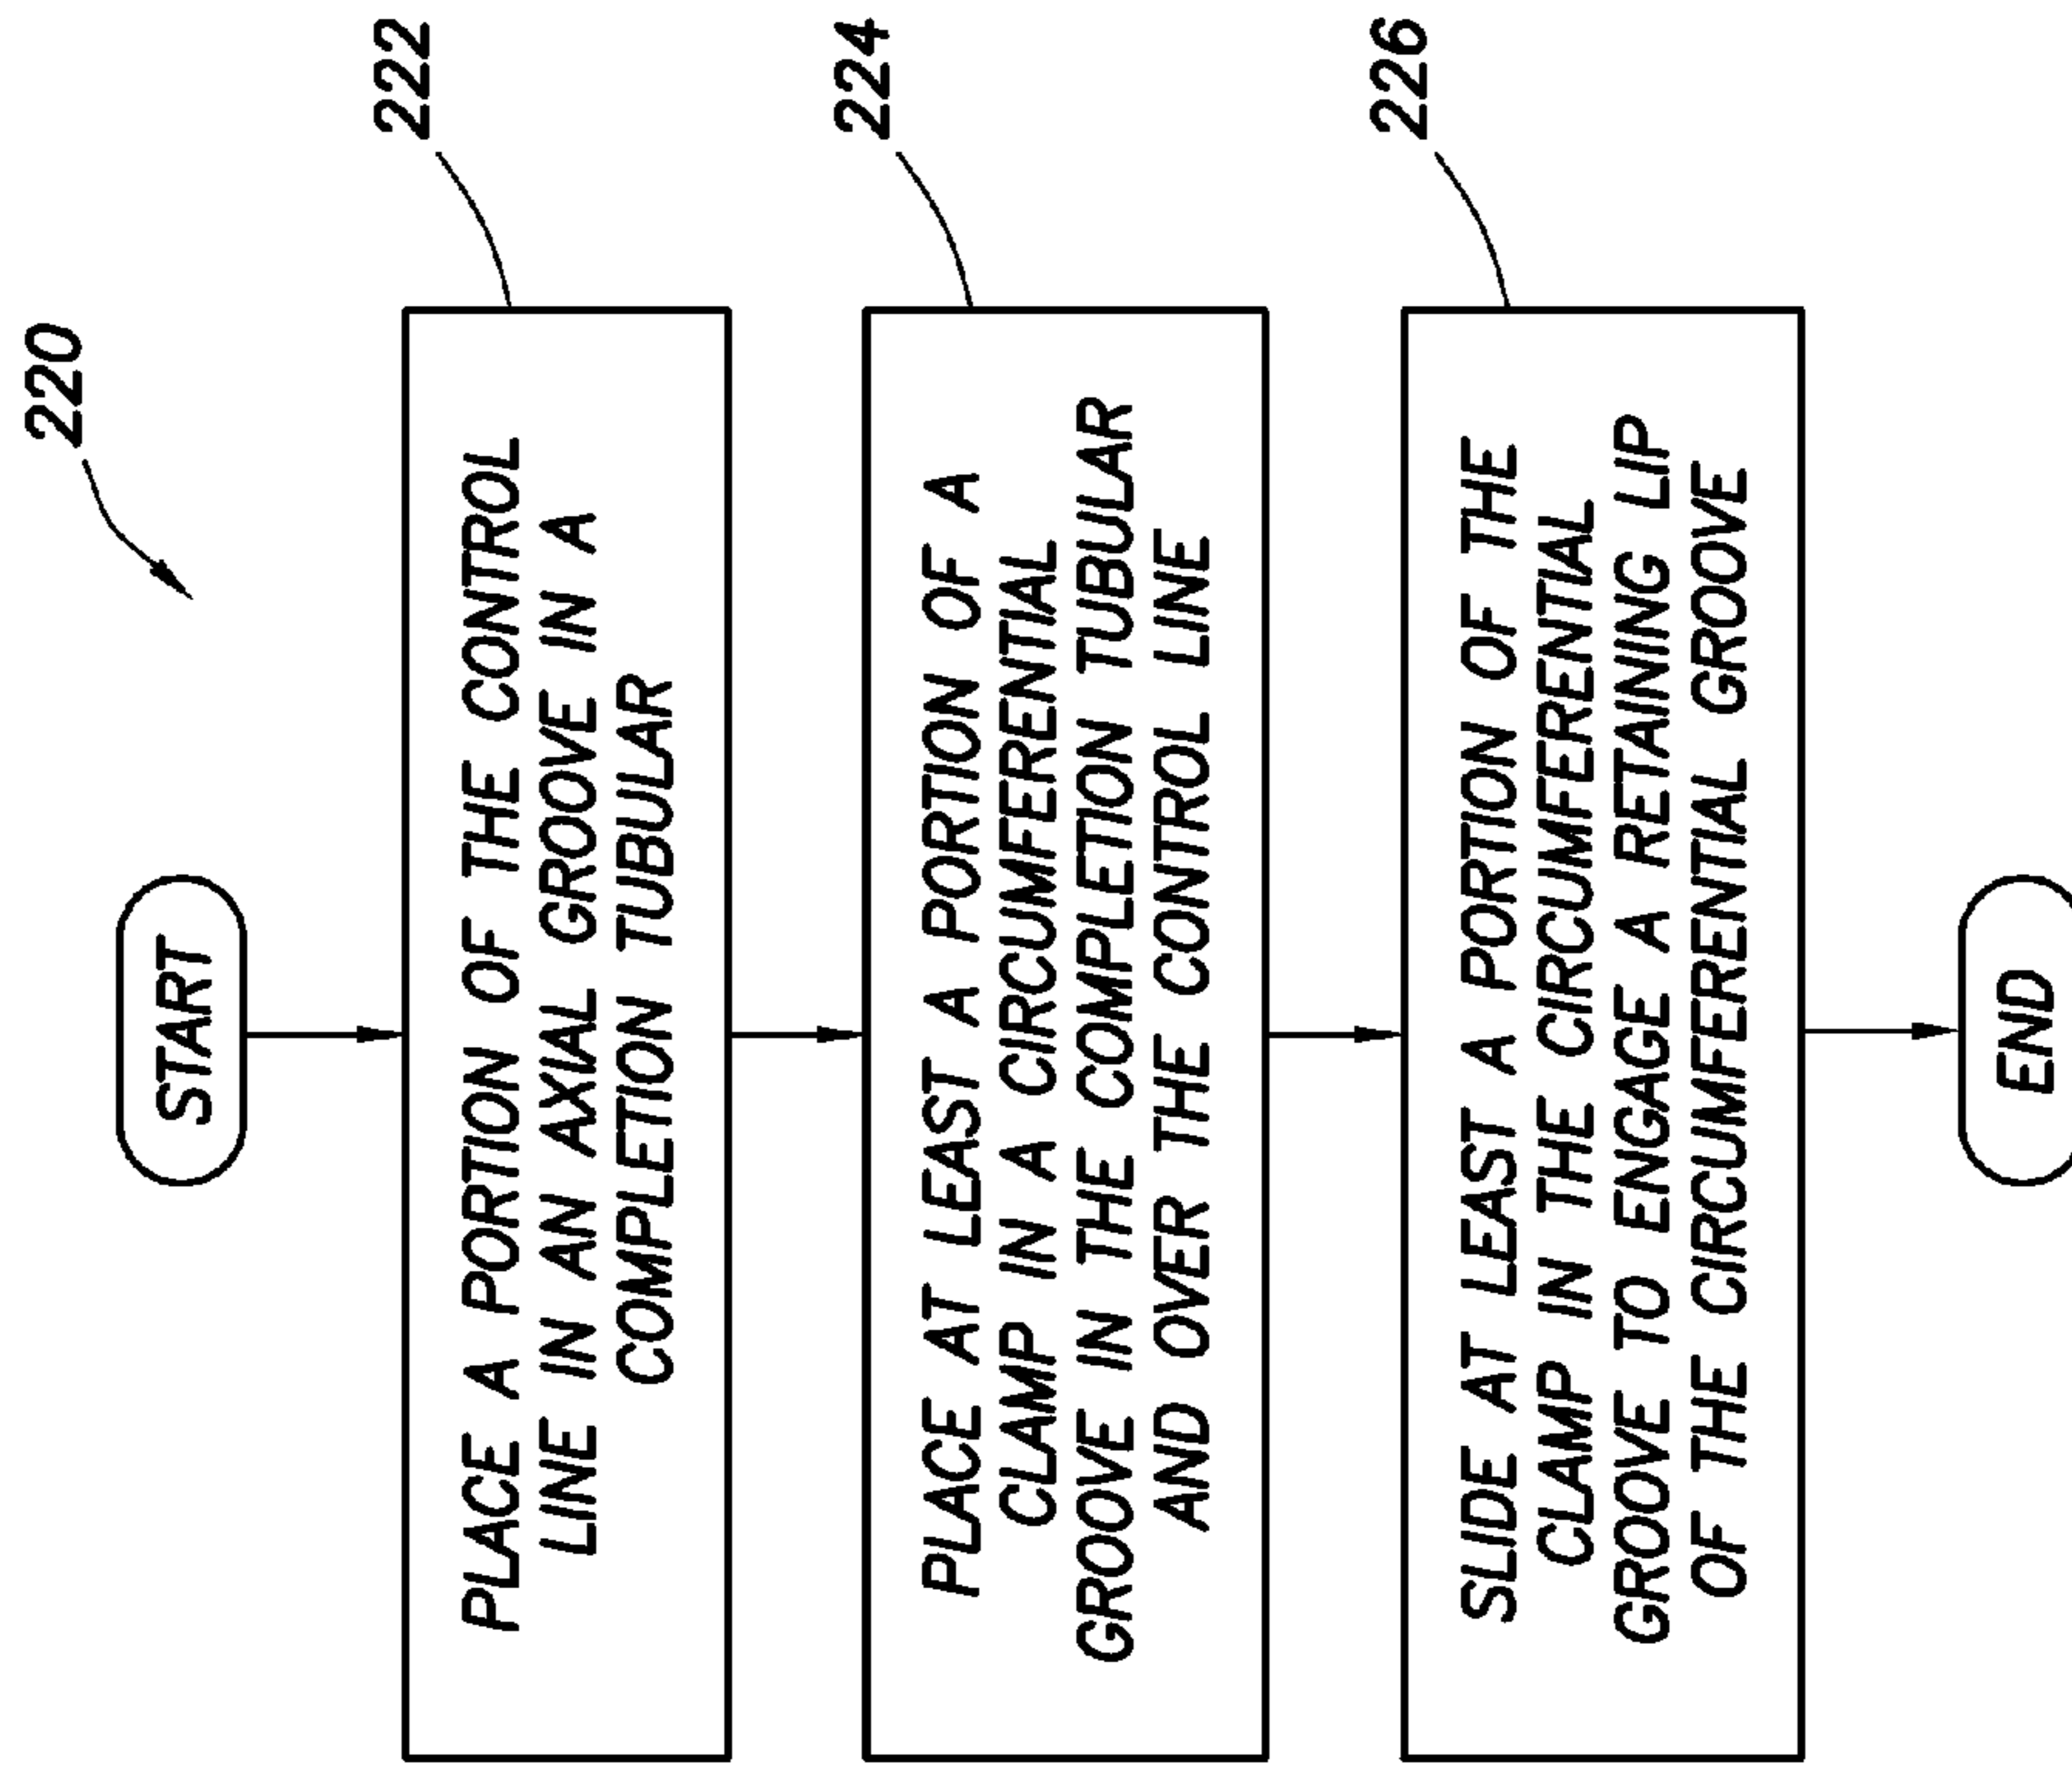 220
START
222
PLACE A PORTION OF THE CONTROL
LINE IN AN AXIAL GROOVE IN A
COMPLETION TUBULAR
224
PLACE AT LEAST A PORTION OF A
CLAMP IN A CIRCUMFERENTIAL
GROOVE IN THE COMPLETION TUBULAR
AND OVER THE CONTROL LINE
226
SLIDE AT LEAST A PORTION OF THE
CLAMP IN THE CIRCUMFERENTIAL
GROOVE TO ENGAGE A RETAINING LIP
OF THE CIRCUMFERENTIAL GROOVE
END